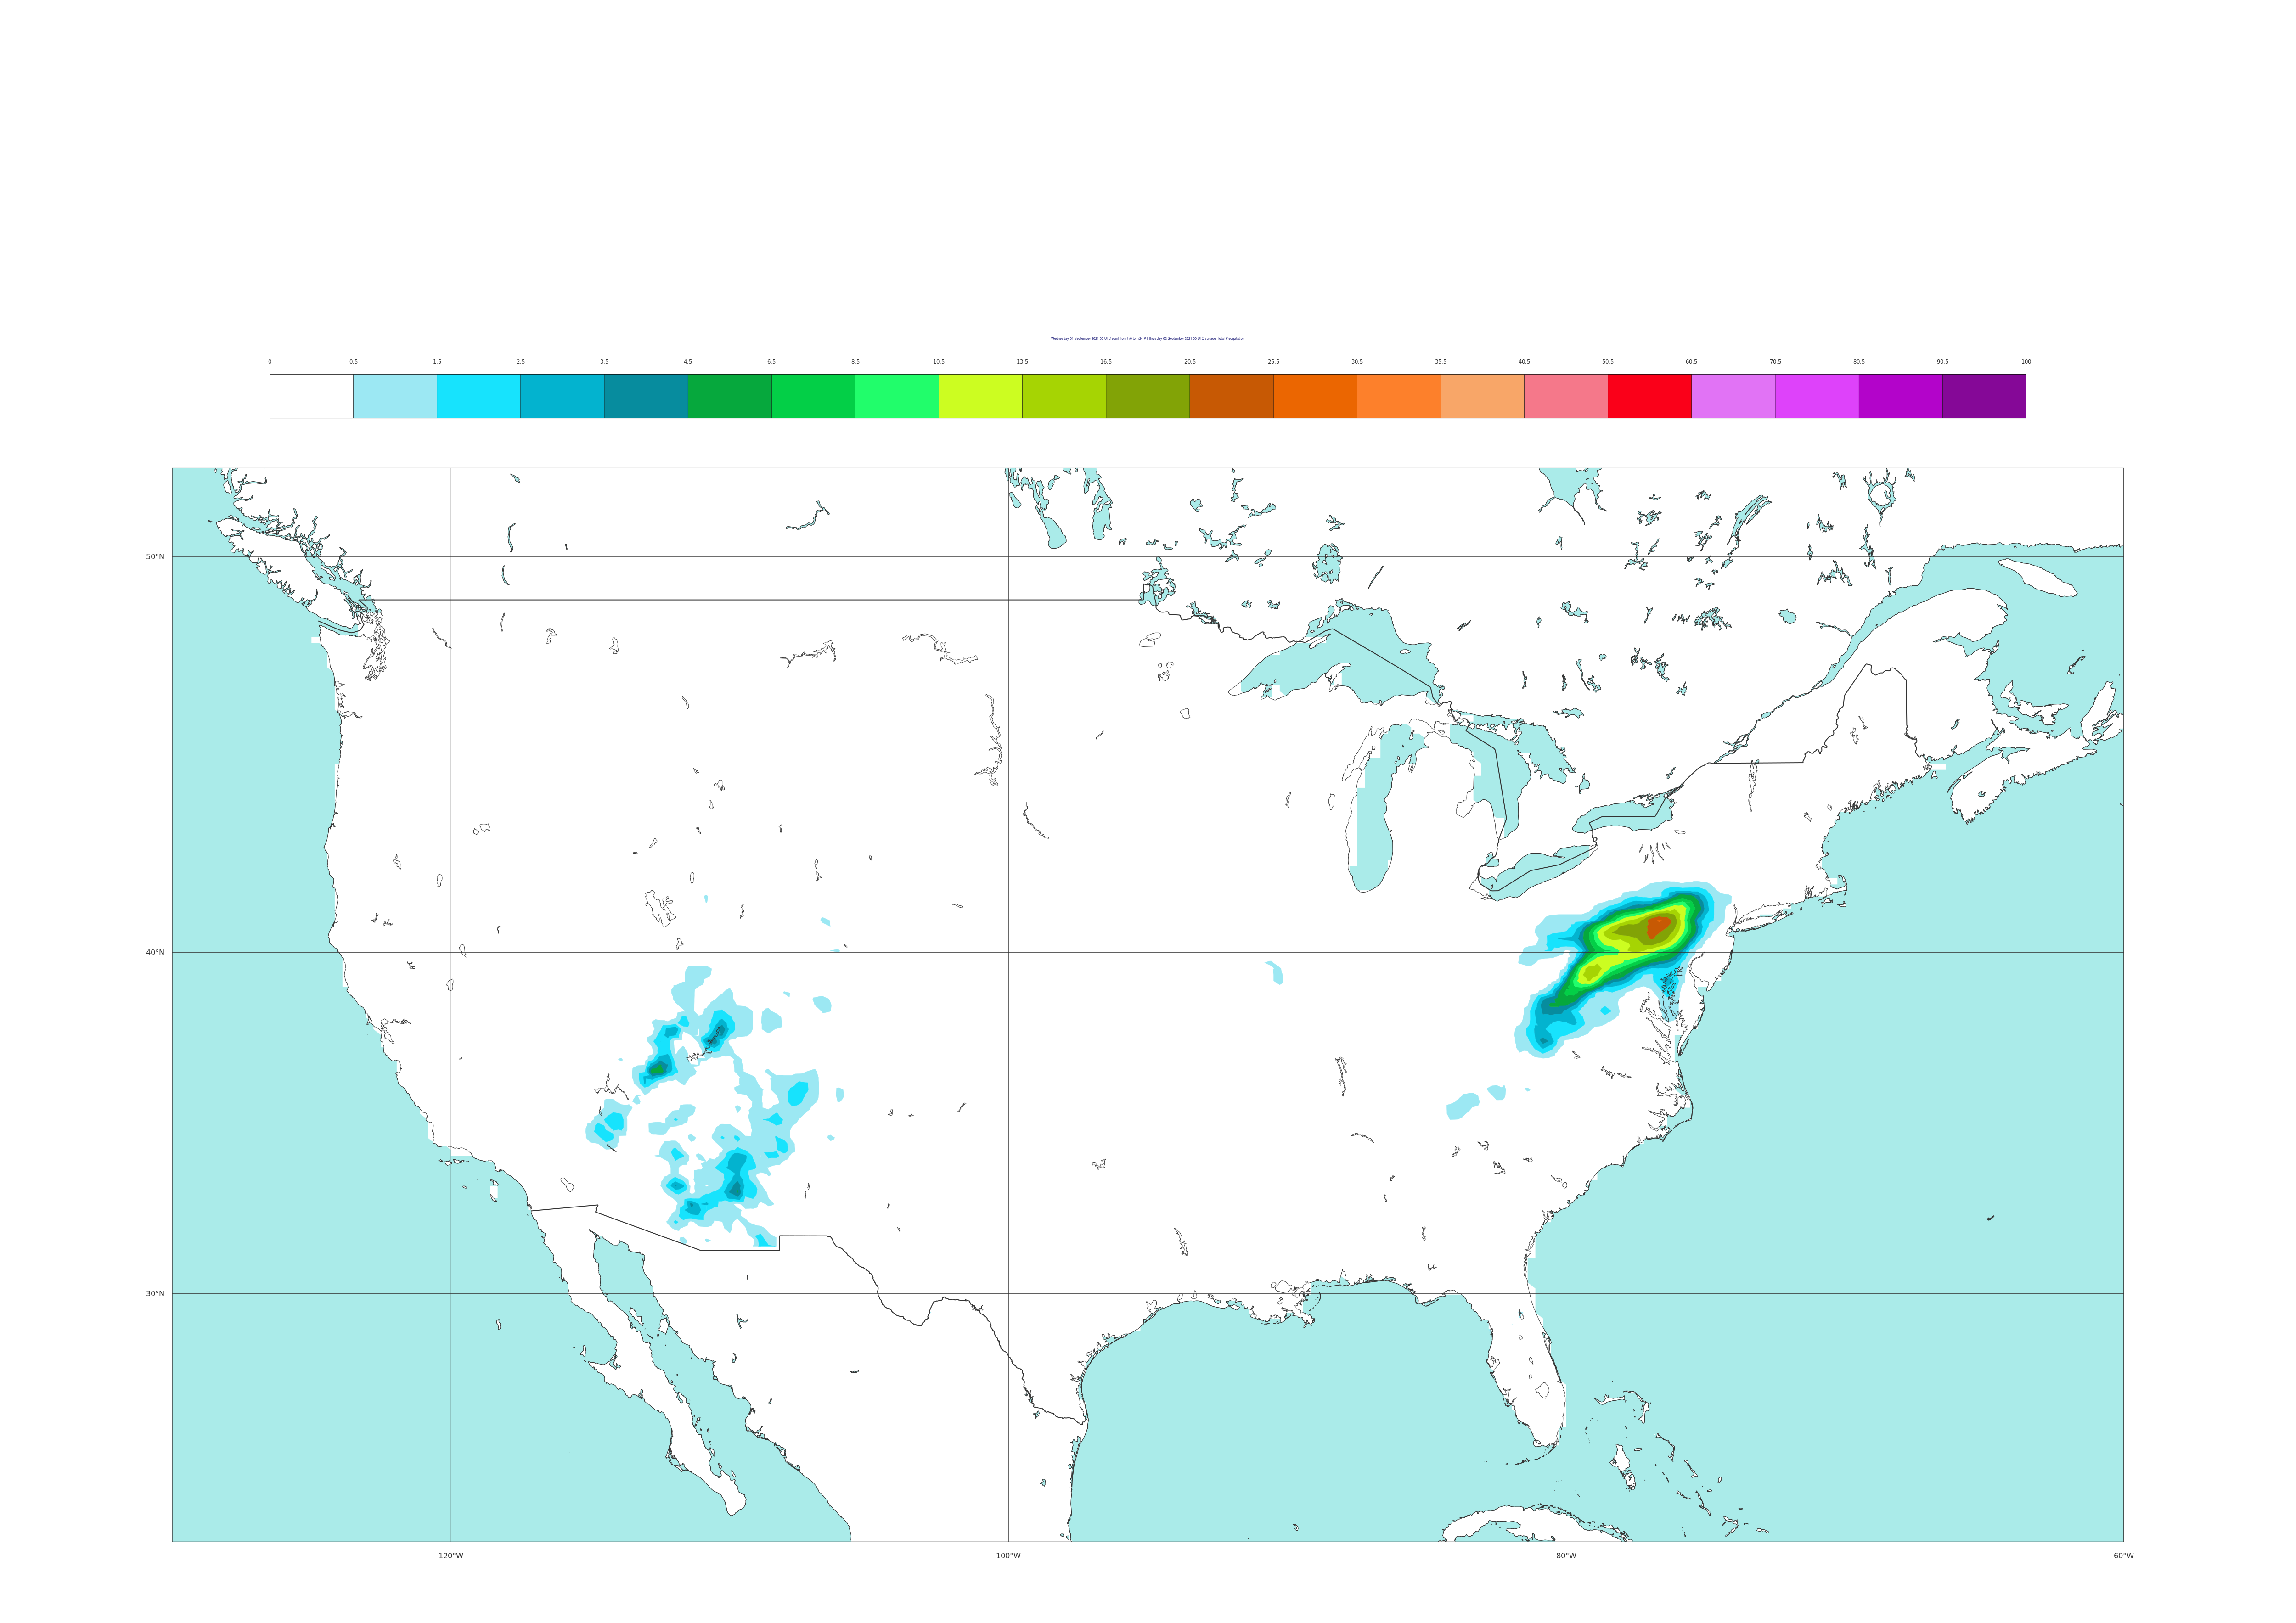 Wednesday 01 September 2021 00 UTC ecmf t+24 VT:Thursday 02 September 2021 00 UTC surface Total Precipitation
0 0.5 1.5 2.5 3.5 4.5 6.5 8.5 10.5 13.5 16.5 20.5 25.5 30.5 35.5 40.5 50.5 60.5 70.5 80.5 90.5 100
50°N
40°N
30°N
120°W 100°W 80°W 60°W